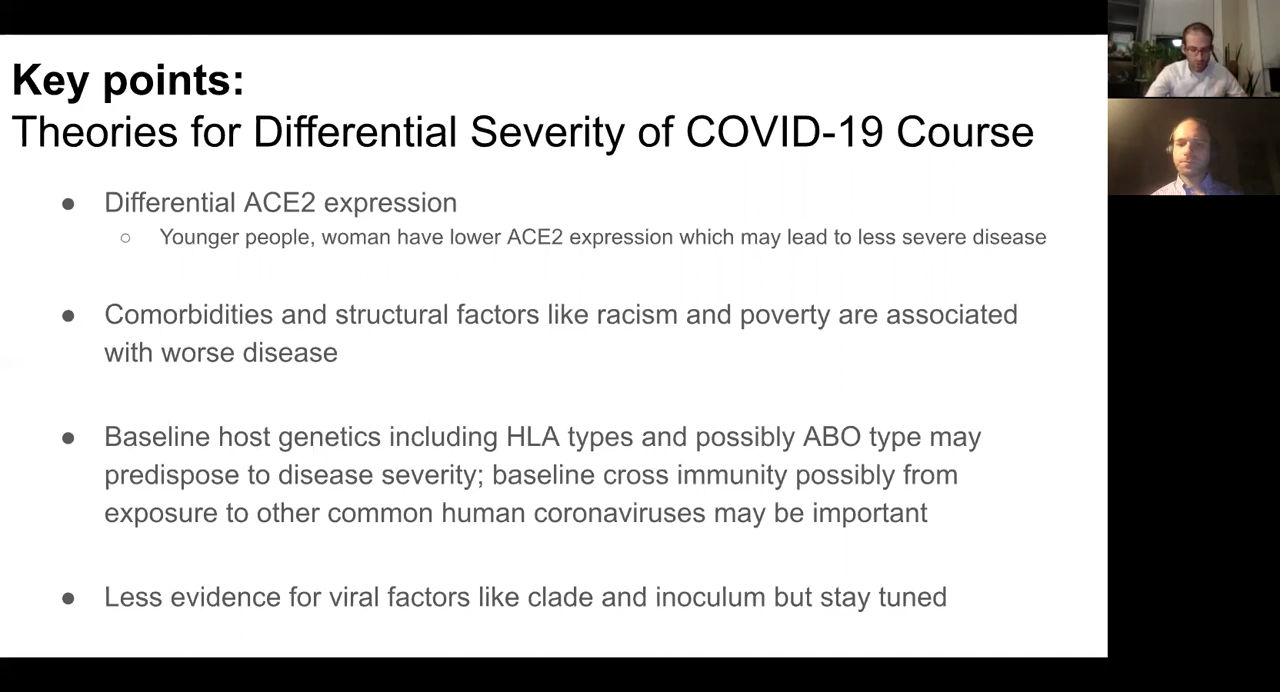 Key points:
Theories for Differential Severity of COVID-19 Course
● Differential ACE2 expression
○ Younger people, woman have lower ACE2 expression which may lead to less severe disease
● Comorbidities and structural factors like racism and poverty are associated
with worse disease
● Baseline host genetics including HLA types and possibly ABO type may
predispose to disease severity; baseline cross immunity possibly from
exposure to other common human coronaviruses may be important
● Less evidence for viral factors like clade and inoculum but stay tuned